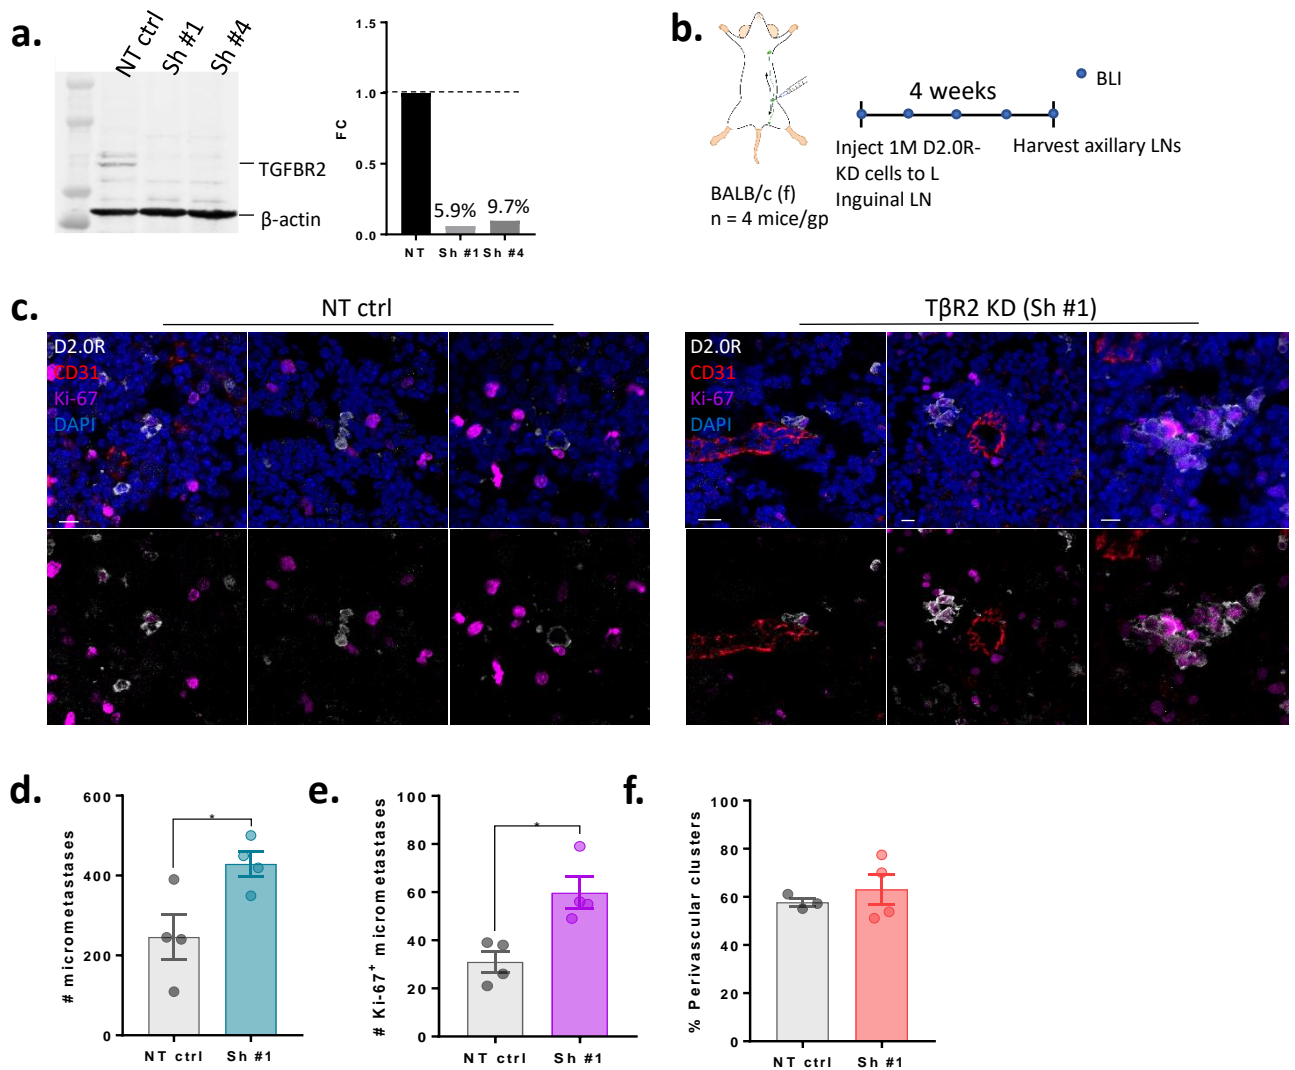 a.
NT ctrl
Sh #1
Sh #4
TGFBR2
β-actin
1.5
1.0
0.5
0.0
FC
5.9%
9.7%
NT
Sh #1
Sh #4
b.
BALB/c (f)
n = 4 mice/gp
4 weeks
BLI
Inject 1M D2.0R-
KD cells to L
Inguinal LN
Harvest axillary LNs
c.
NT ctrl
D2.0R
CD31
Ki-67
DAPI
TβR2 KD (Sh #1)
D2.0R
CD31
Ki-67
DAPI
d.
# micrometastases
600
400
200
0
*
NT ctrl
Sh #1
e.
# Ki-67+ micrometastases
100
80
60
40
20
0
*
NT ctrl
Sh #1
f.
% Perivascular clusters
100
80
60
40
20
0
NT ctrl
Sh #1